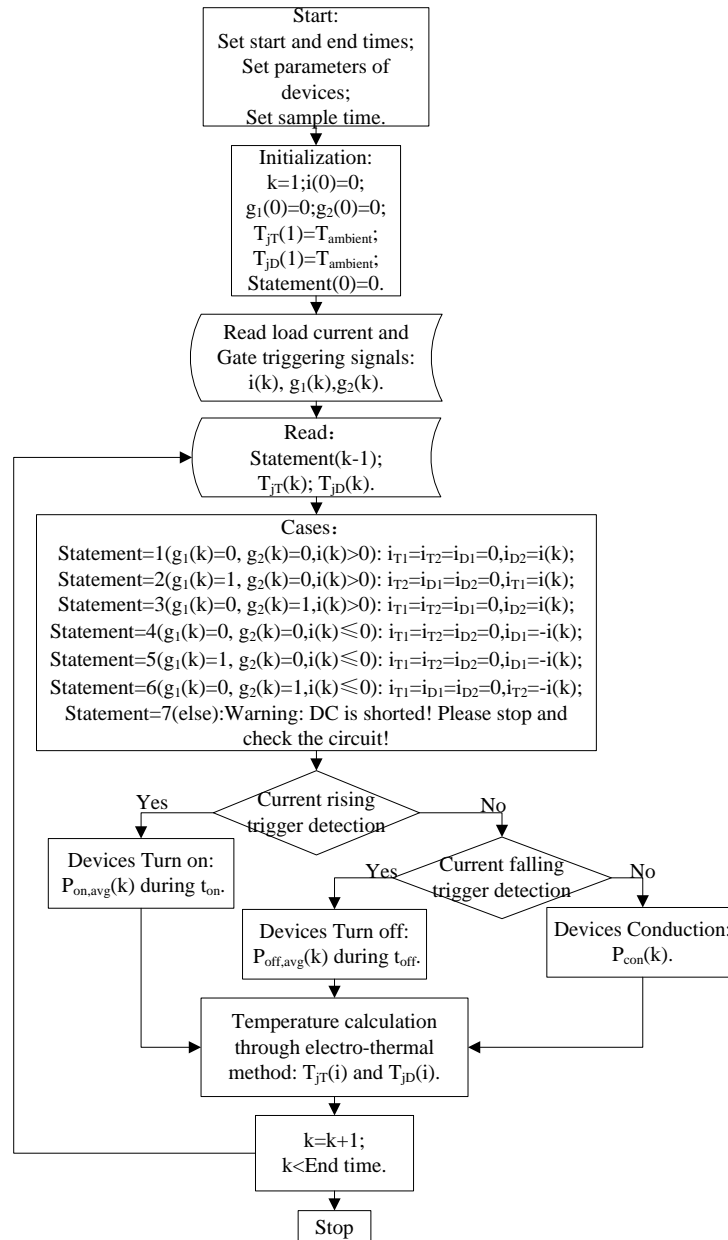 Start:
Set start and end times;
Set parameters of
devices;
Set sample time.
Initialization:
k=1;i(0)=0;
g₁(0)=0;g₂(0)=0;
TⱼT(1)=Tambient;
TⱼD(1)=Tambient;
Statement(0)=0.
Read load current and
Gate triggering signals:
i(k), g₁(k),g₂(k).
Read：
Statement(k-1);
TⱼT(k); TⱼD(k).
Cases：
Statement=1(g₁(k)=0, g₂(k)=0,i(k)>0): iT1=iT2=iD1=0,iD2=i(k);
Statement=2(g₁(k)=1, g₂(k)=0,i(k)>0): iT2=iD1=iD2=0,iT1=i(k);
Statement=3(g₁(k)=0, g₂(k)=1,i(k)>0): iT1=iT2=iD1=0,iD2=i(k);
Statement=4(g₁(k)=0, g₂(k)=0,i(k)≤0): iT1=iT2=iD2=0,iD1=-i(k);
Statement=5(g₁(k)=1, g₂(k)=0,i(k)≤0): iT1=iT2=iD2=0,iD1=-i(k);
Statement=6(g₁(k)=0, g₂(k)=1,i(k)≤0): iT1=iD1=iD2=0,iT2=-i(k);
Statement=7(else):Warning: DC is shorted! Please stop and
check the circuit!
Current rising
trigger detection
Yes
No
Devices Turn on:
Pon,avg(k) during ton.
Current falling
trigger detection
Yes
No
Devices Turn off:
Poff,avg(k) during toff.
Devices Conduction:
Pcon(k).
Temperature calculation
through electro-thermal
method: TⱼT(i) and TⱼD(i).
k=k+1;
k<End time.
Stop